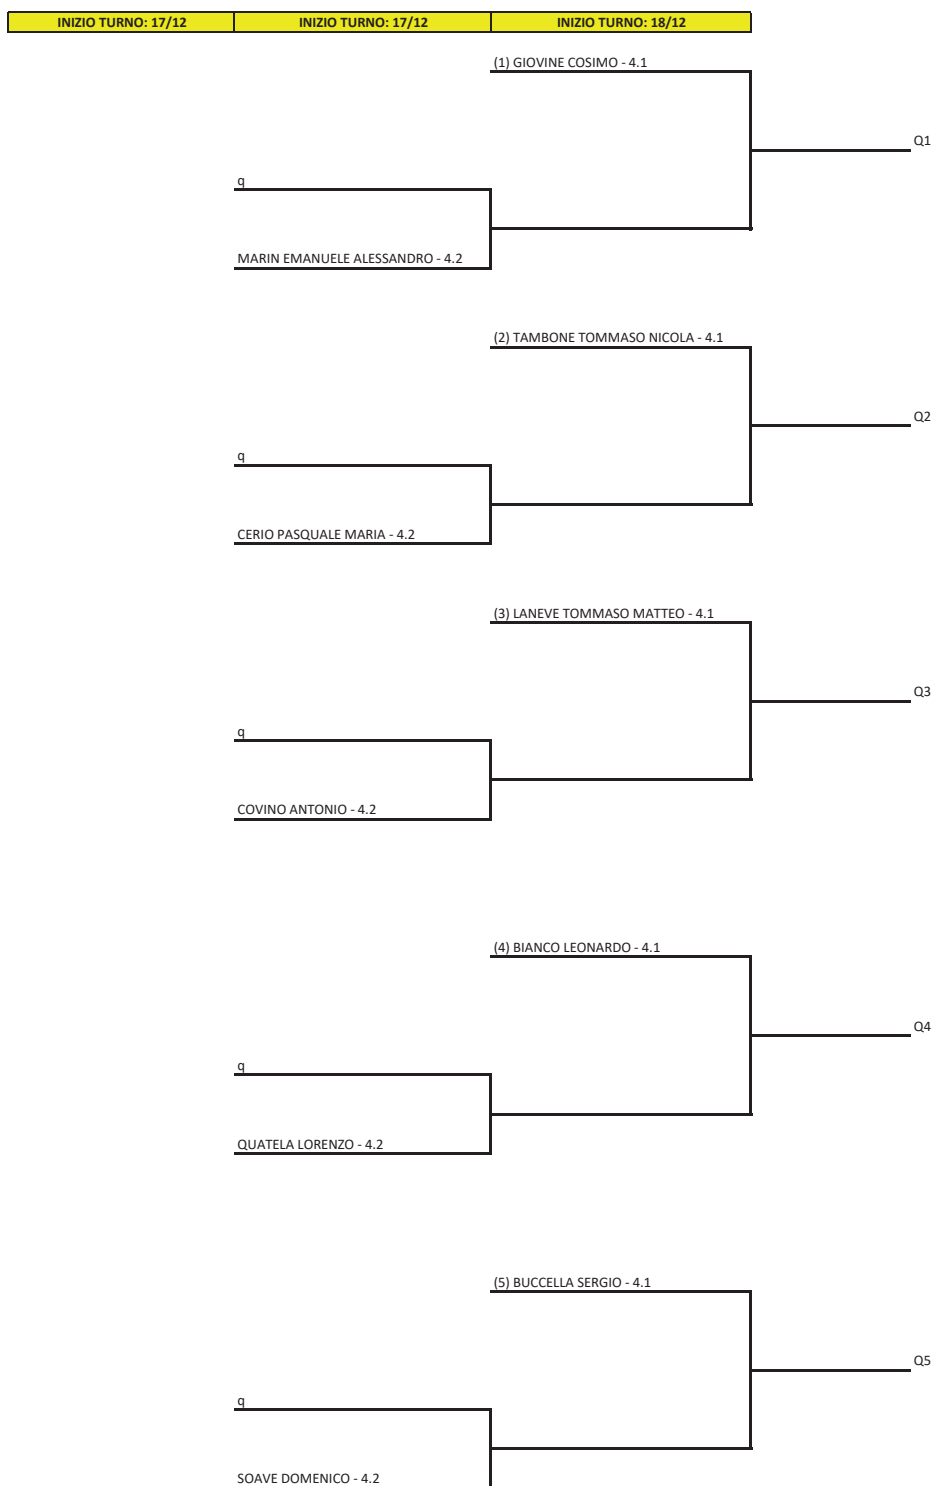 INIZIO TURNO: 17/12 INIZIO TURNO: 17/12 INIZIO TURNO: 18/12
(1) GIOVINE COSIMO - 4.1
Q1
q
MARIN EMANUELE ALESSANDRO - 4.2
(2) TAMBONE TOMMASO NICOLA - 4.1
Q2
q
CERIO PASQUALE MARIA - 4.2
(3) LANEVE TOMMASO MATTEO - 4.1
Q3
q
COVINO ANTONIO - 4.2
(4) BIANCO LEONARDO - 4.1
Q4
q
QUATELA LORENZO - 4.2
(5) BUCCELLA SERGIO - 4.1
Q5
q
SOAVE DOMENICO - 4.2